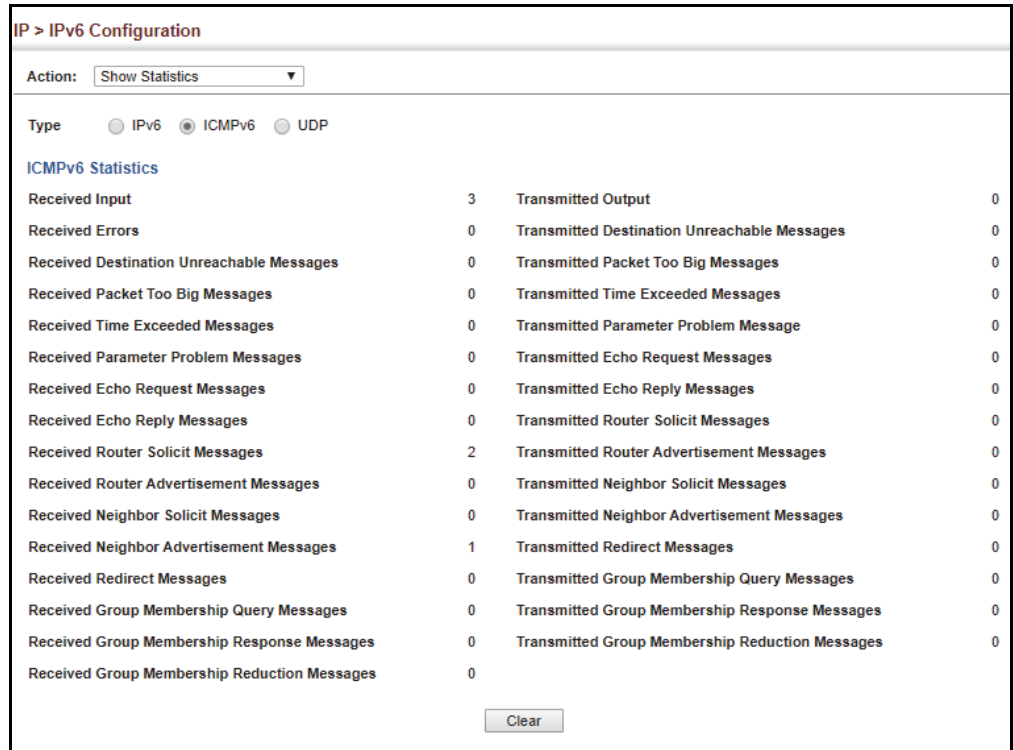 IP > IPv6 Configuration
Action: Show Statistics
Type IPv6 ICMPv6 UDP
ICMPv6 Statistics
Received Input 3 Transmitted Output 0
Received Errors 0 Transmitted Destination Unreachable Messages 0
Received Destination Unreachable Messages 0 Transmitted Packet Too Big Messages 0
Received Packet Too Big Messages 0 Transmitted Time Exceeded Messages 0
Received Time Exceeded Messages 0 Transmitted Parameter Problem Message 0
Received Parameter Problem Messages 0 Transmitted Echo Request Messages 0
Received Echo Request Messages 0 Transmitted Echo Reply Messages 0
Received Echo Reply Messages 0 Transmitted Router Solicit Messages 0
Received Router Solicit Messages 2 Transmitted Router Advertisement Messages 0
Received Router Advertisement Messages 0 Transmitted Neighbor Solicit Messages 0
Received Neighbor Solicit Messages 0 Transmitted Neighbor Advertisement Messages 0
Received Neighbor Advertisement Messages 1 Transmitted Redirect Messages 0
Received Redirect Messages 0 Transmitted Group Membership Query Messages 0
Received Group Membership Query Messages 0 Transmitted Group Membership Response Messages 0
Received Group Membership Response Messages 0 Transmitted Group Membership Reduction Messages 0
Received Group Membership Reduction Messages 0
Clear